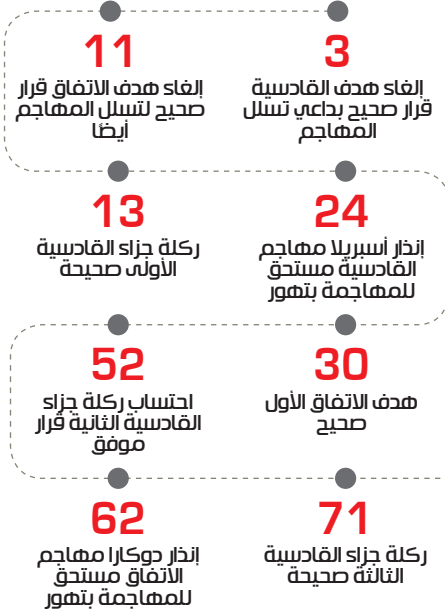 3
إلغاء هدف القادسية
قرار صحيح بداعي تسلل
المهاجم
11
إلغاء هدف الاتفاق قرار
صحيح لتسلل المهاجم
أيضا
13
ركلة جزاء القادسية
الأولى صحيحة
24
إنذار أسبريلا مهاجم
القادسية مستحق
للمهاجمة بتهور
30
هدف الاتفاق الأول
صحيح
52
احتساب ركلة جزاء
القادسية الثانية قرار
موفق
62
إنذار دوكارا مهاجم
الاتفاق مستحق
للمهاجمة بتهور
71
ركلة جزاء القادسية
الثالثة صحيحة